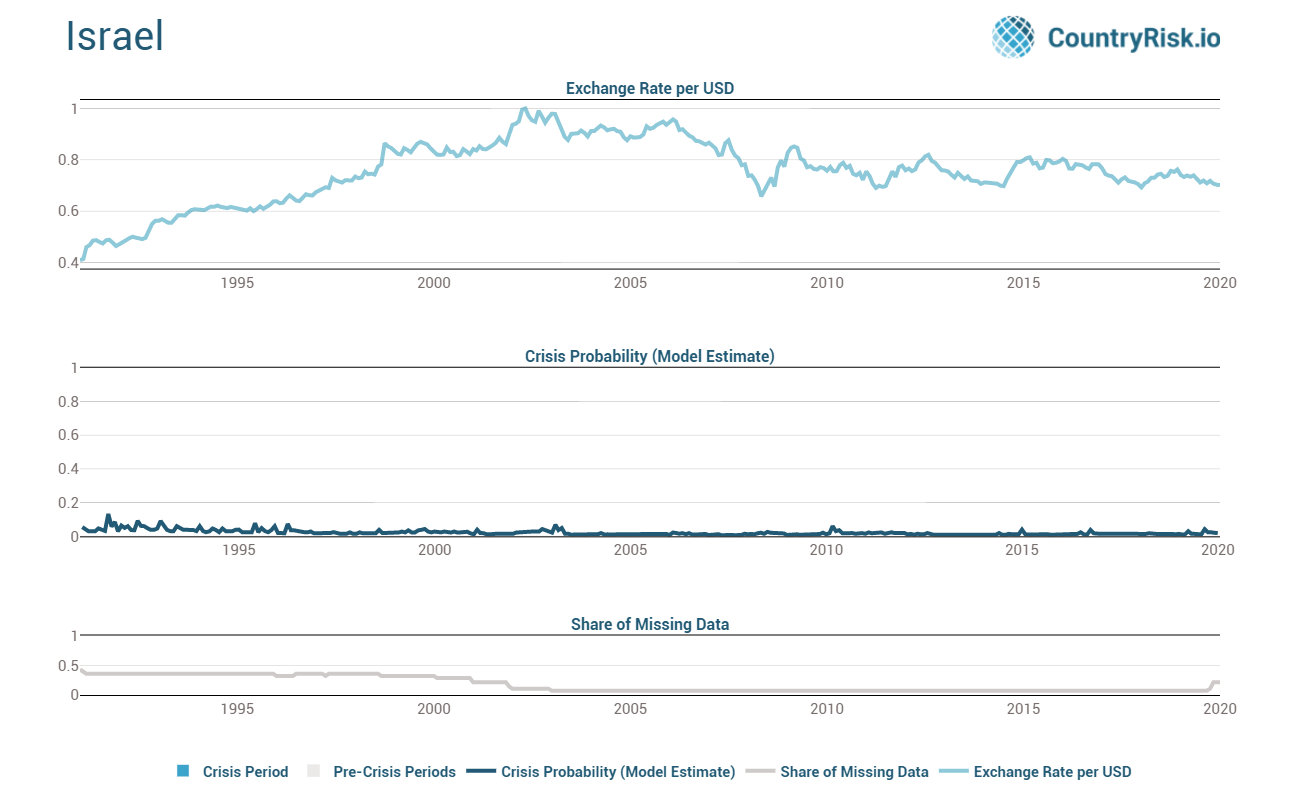 Israel
CountryRisk.io
Exchange Rate per USD
1
0.8
0.6
0.4
1995 2000 2005 2010 2015 2020
Crisis Probability (Model Estimate)
1
0.8
0.6
0.4
0.2
0
1995 2000 2005 2010 2015 2020
Share of Missing Data
1
0.5
0
1995 2000 2005 2010 2015 2020
Crisis Period Pre-Crisis Periods Crisis Probability (Model Estimate) Share of Missing Data Exchange Rate per USD